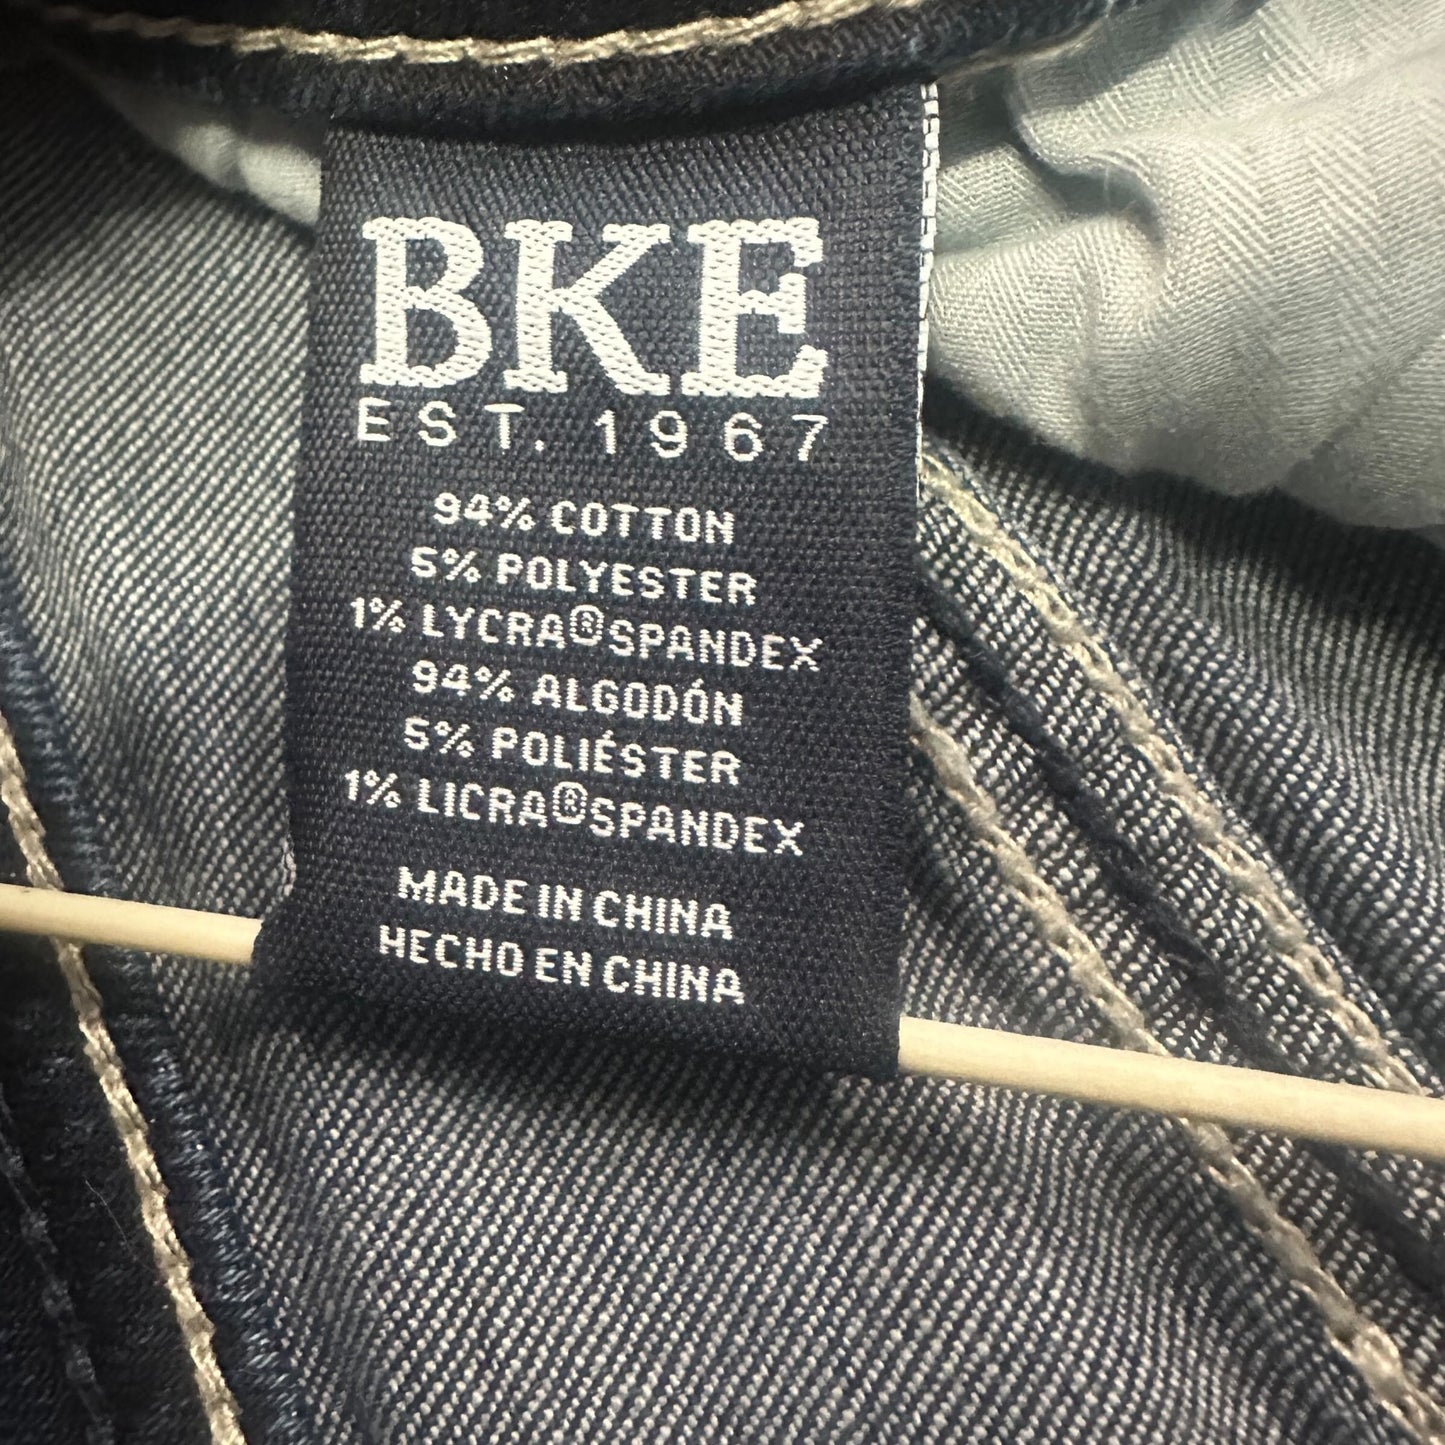 BKE
EST. 1967
94% COTTON
5% POLYESTER
1% LYCRA®SPANDEX
94% ALGODÓN
5% POLIÉSTER
1% LICRA®SPANDEX
MADE IN CHINA
HECHO EN CHINA